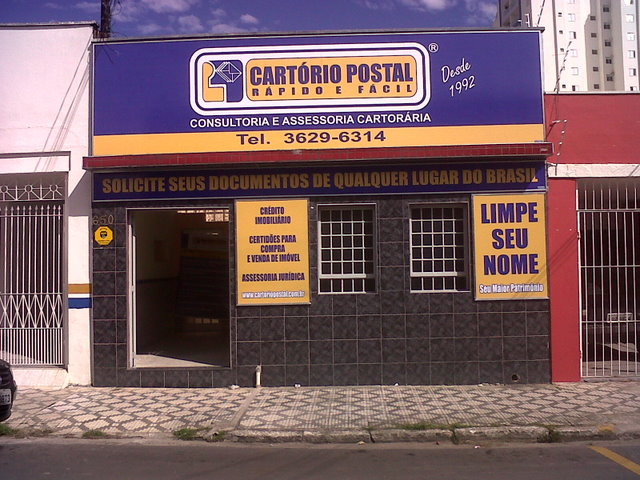 CARTÓRIO POSTAL ®
RÁPIDO E FÁCIL
Desde
1992
CONSULTORIA E ASSESSORIA CARTORÁRIA
Tel. 3629-6314
SOLICITE SEUS DOCUMENTOS DE QUALQUER LUGAR DO BRASIL
650
CRÉDITO
IMOBILIÁRIO
CERTIDÕES PARA
COMPRA
E VENDA DE IMÓVEL
ASSESSORIA JURÍDICA
www.cartoriopostal.com.br
LIMPE
SEU
NOME
Seu Maior Patrimônio